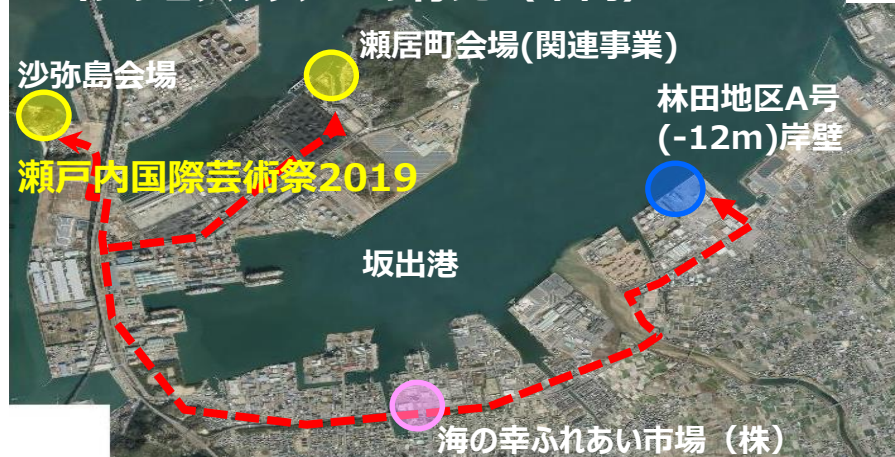 瀬居町会場(関連事業)
沙弥島会場
林田地区A号
(-12m)岸壁
瀬戸内国際芸術祭2019
坂出港
海の幸ふれあい市場（株）